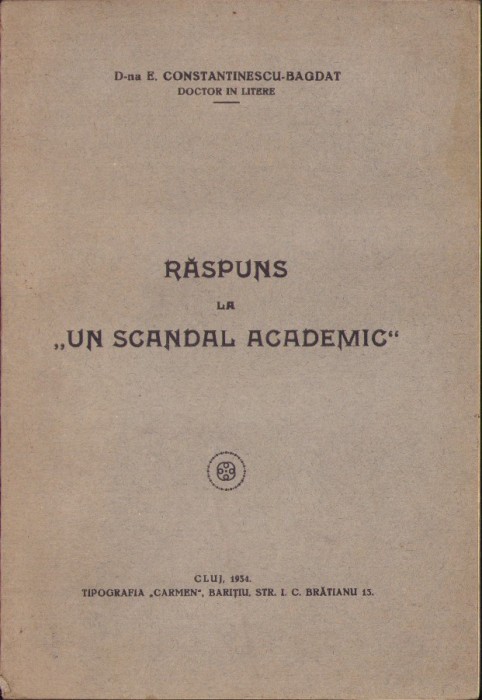 D-na E. CONSTANTINESCU-BAGDAT
DOCTOR IN LITERE
RĂSPUNS
LA
„UN SCANDAL ACADEMIC“
CLUJ, 1934.
TIPOGRAFIA „CARMEN“, BARIŢIU, STR. I. C. BRĂTIANU 13.